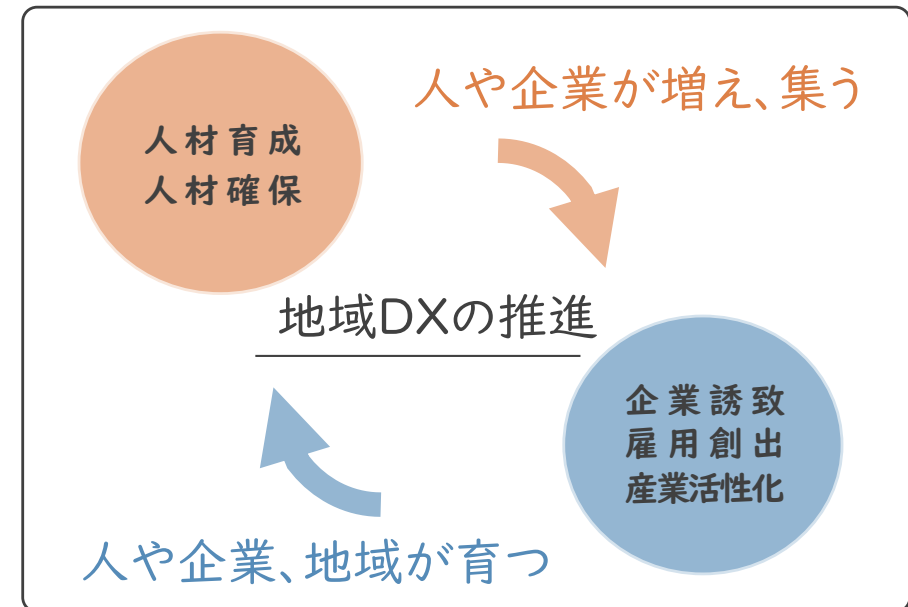 人や企業が増え、集う
人材育成
人材確保
地域DXの推進
企業誘致
雇用創出
産業活性化
人や企業、地域が育つ